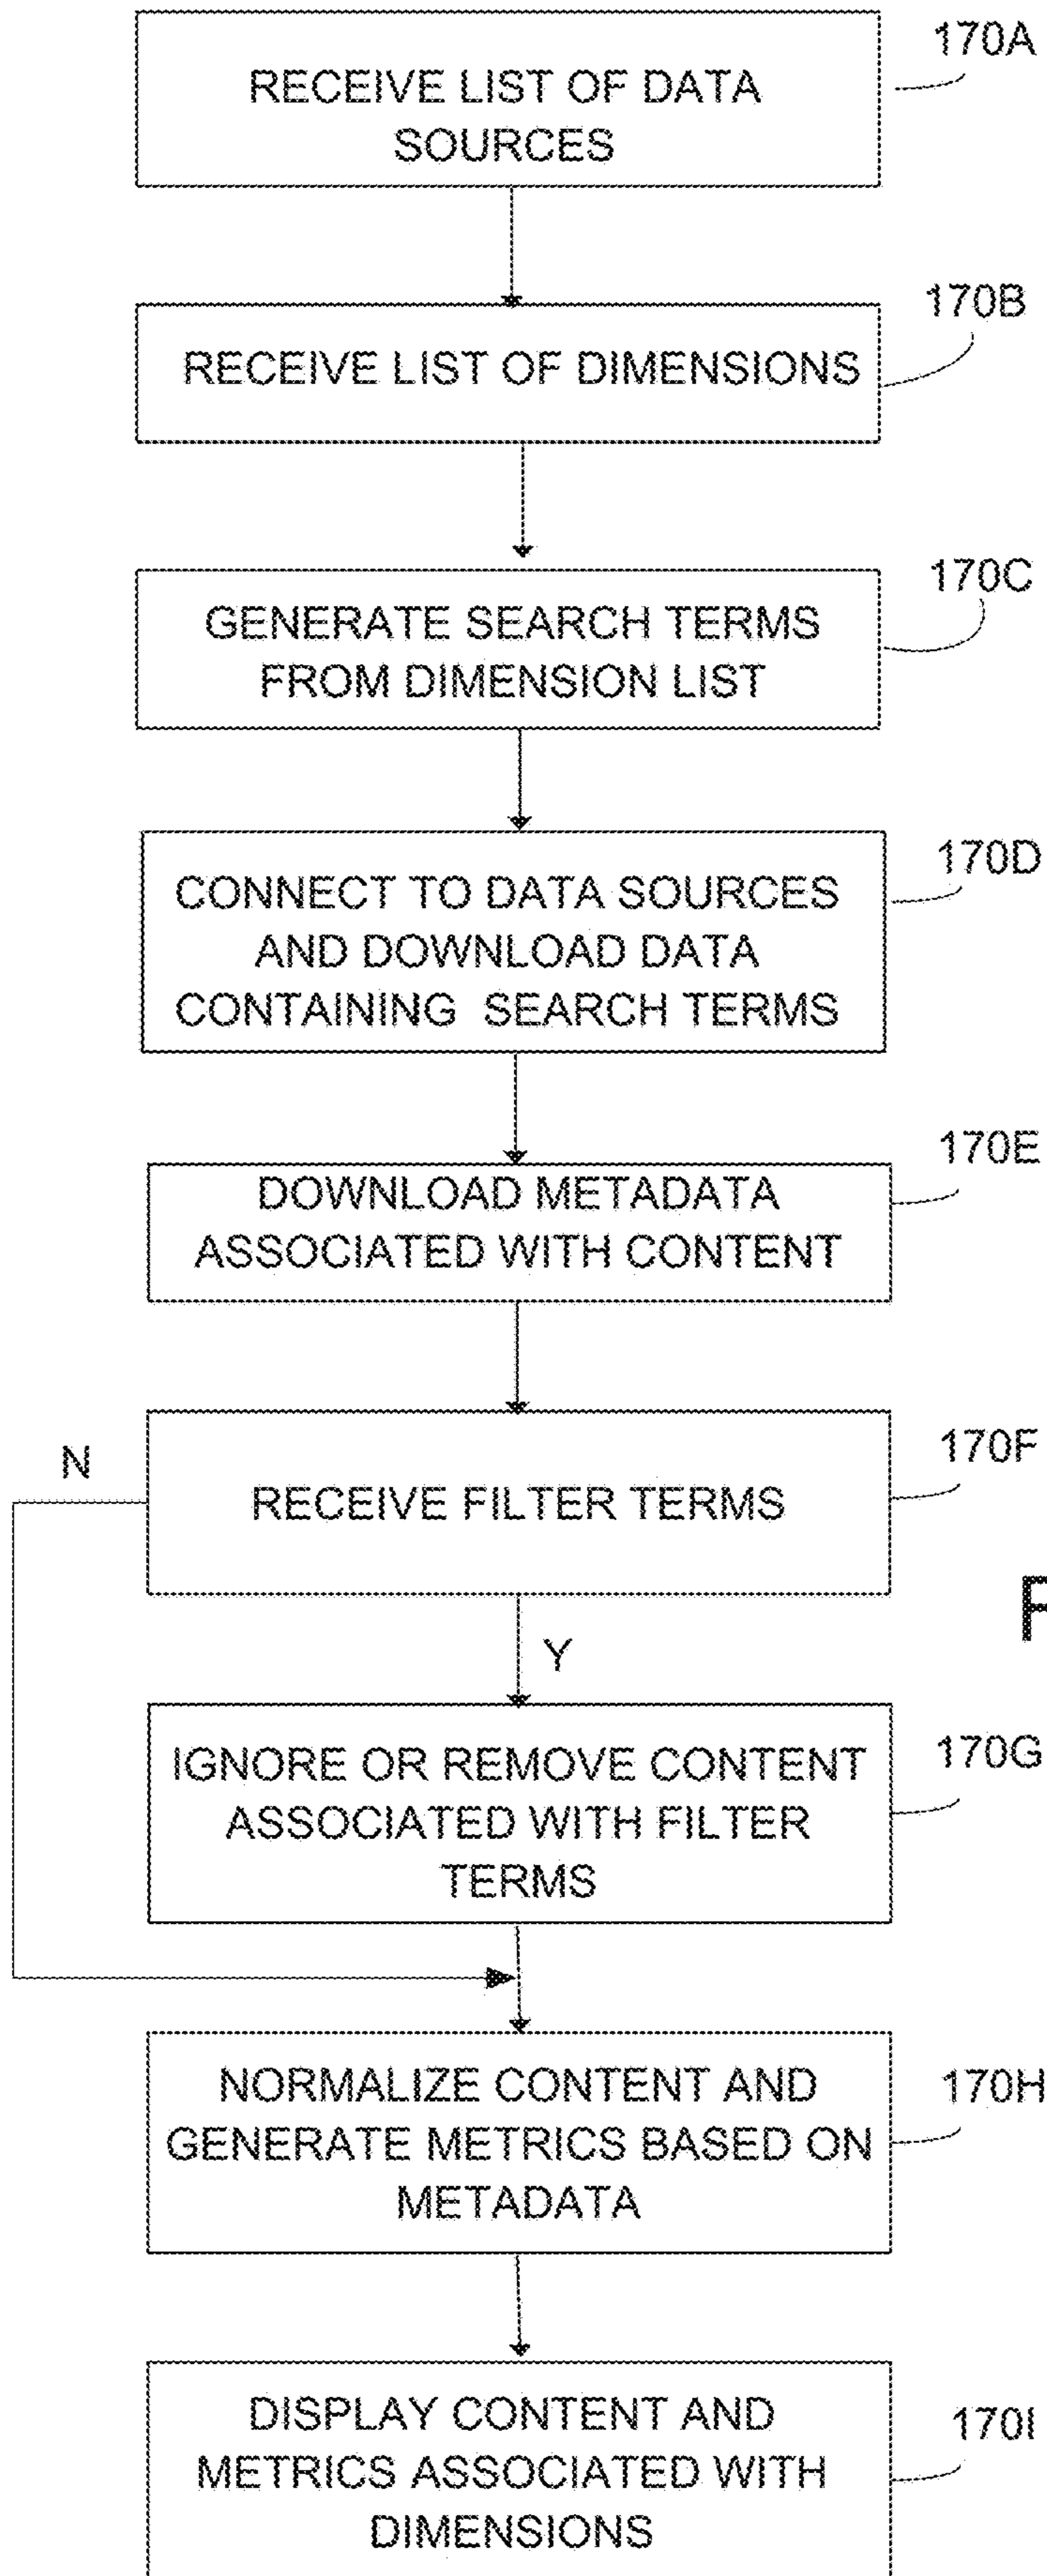 170A
RECEIVE LIST OF DATA
SOURCES
170B
RECEIVE LIST OF DIMENSIONS
170C
GENERATE SEARCH TERMS
FROM DIMENSION LIST
170D
CONNECT TO DATA SOURCES
AND DOWNLOAD DATA
CONTAINING SEARCH TERMS
170E
DOWNLOAD METADATA
ASSOCIATED WITH CONTENT
170F
N
RECEIVE FILTER TERMS
F
Y
170G
IGNORE OR REMOVE CONTENT
ASSOCIATED WITH FILTER
TERMS
170H
NORMALIZE CONTENT AND
GENERATE METRICS BASED ON
METADATA
170I
DISPLAY CONTENT AND
METRICS ASSOCIATED WITH
DIMENSIONS